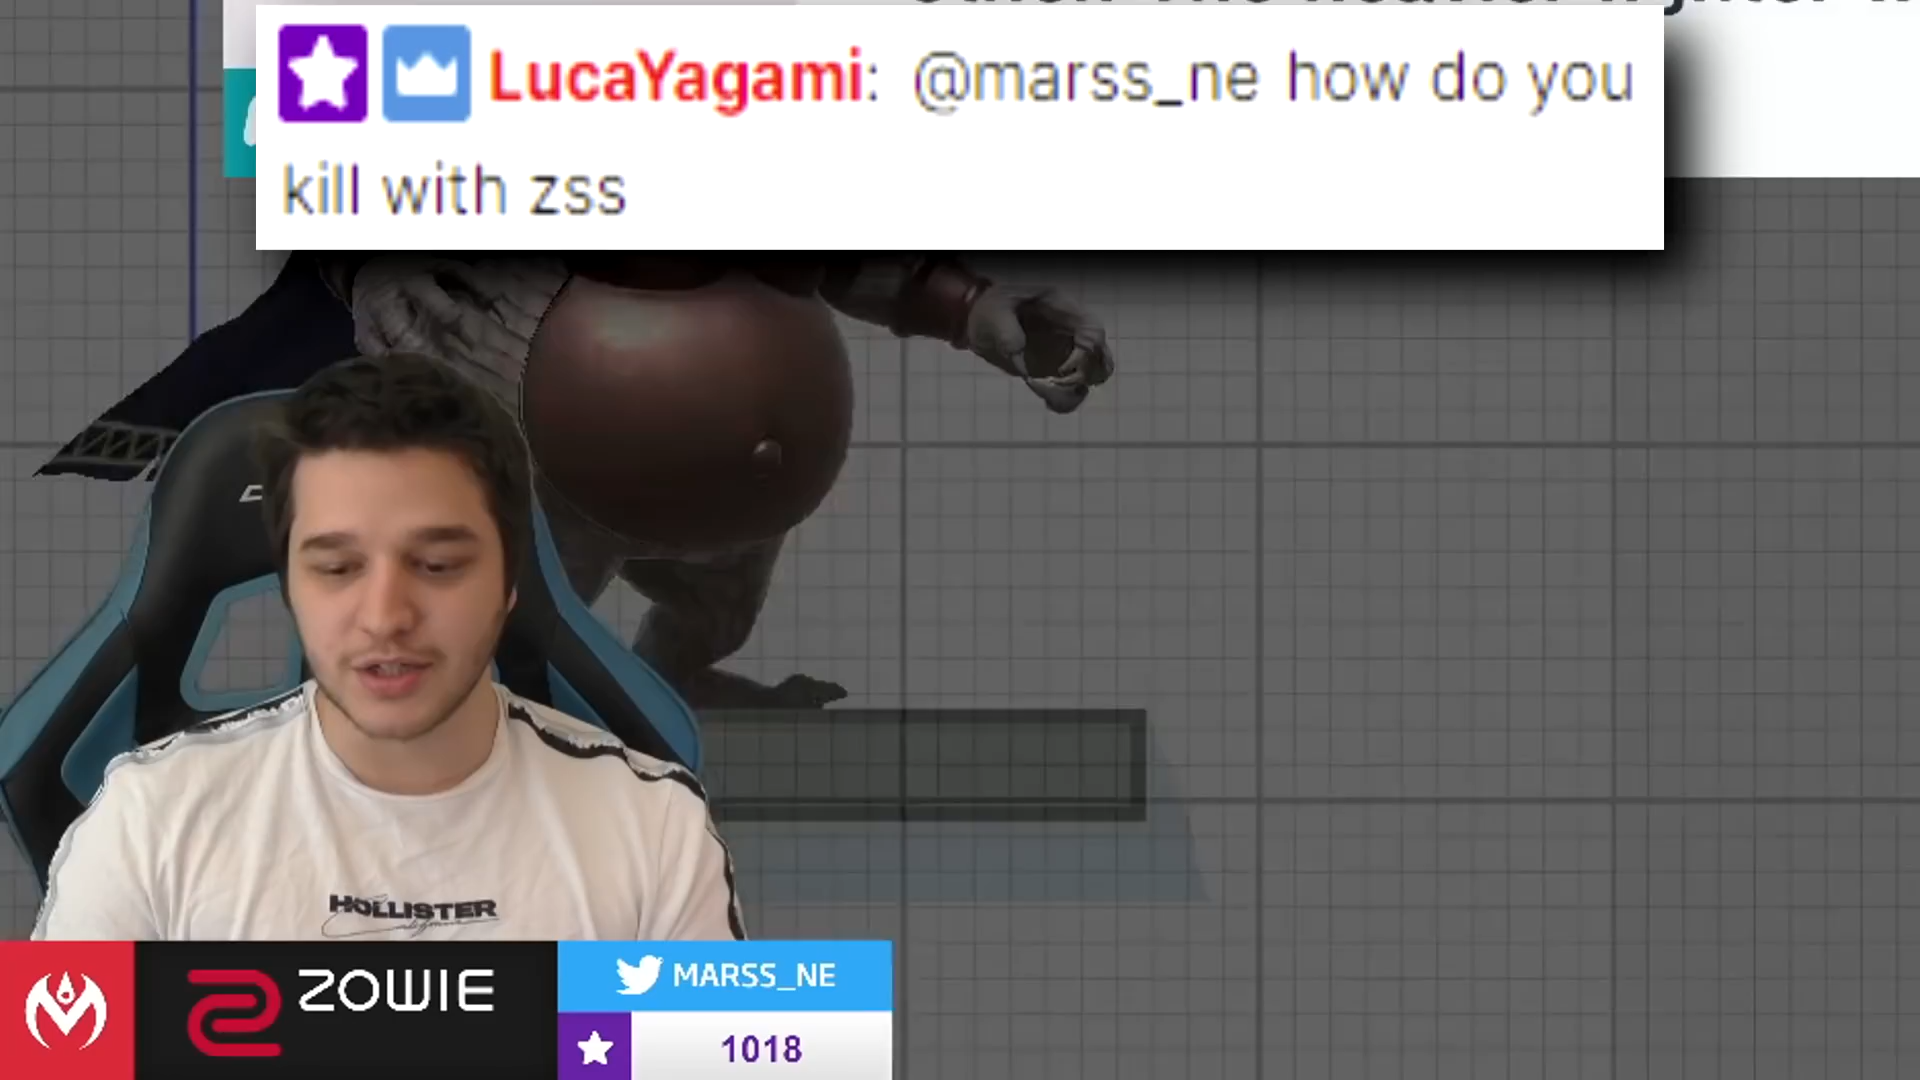 LucaYagami: @marss_ne how do you
kill with zss
HOLLISTER
ZOWIE
MARSS_NE
1018